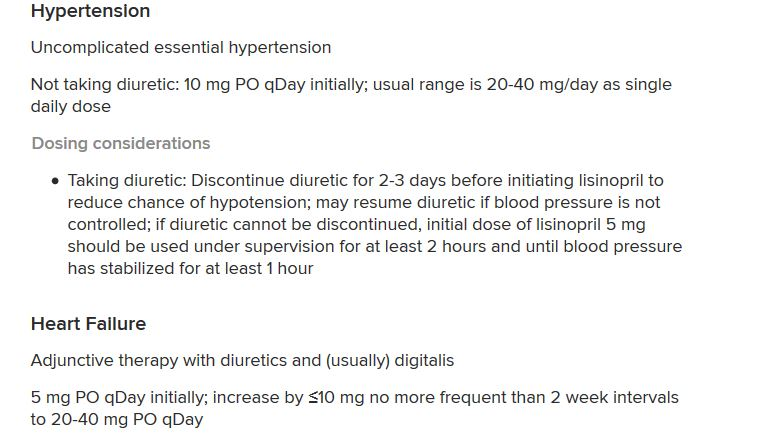 Hypertension
Uncomplicated essential hypertension
Not taking diuretic: 10 mg PO qDay initially; usual range is 20-40 mg/day as single
daily dose
Dosing considerations
• Taking diuretic: Discontinue diuretic for 2-3 days before initiating lisinopril to
reduce chance of hypotension; may resume diuretic if blood pressure is not
controlled; if diuretic cannot be discontinued, initial dose of lisinopril 5 mg
should be used under supervision for at least 2 hours and until blood pressure
has stabilized for at least 1 hour
Heart Failure
Adjunctive therapy with diuretics and (usually) digitalis
5 mg PO qDay initially; increase by ≤10 mg no more frequent than 2 week intervals
to 20-40 mg PO qDay